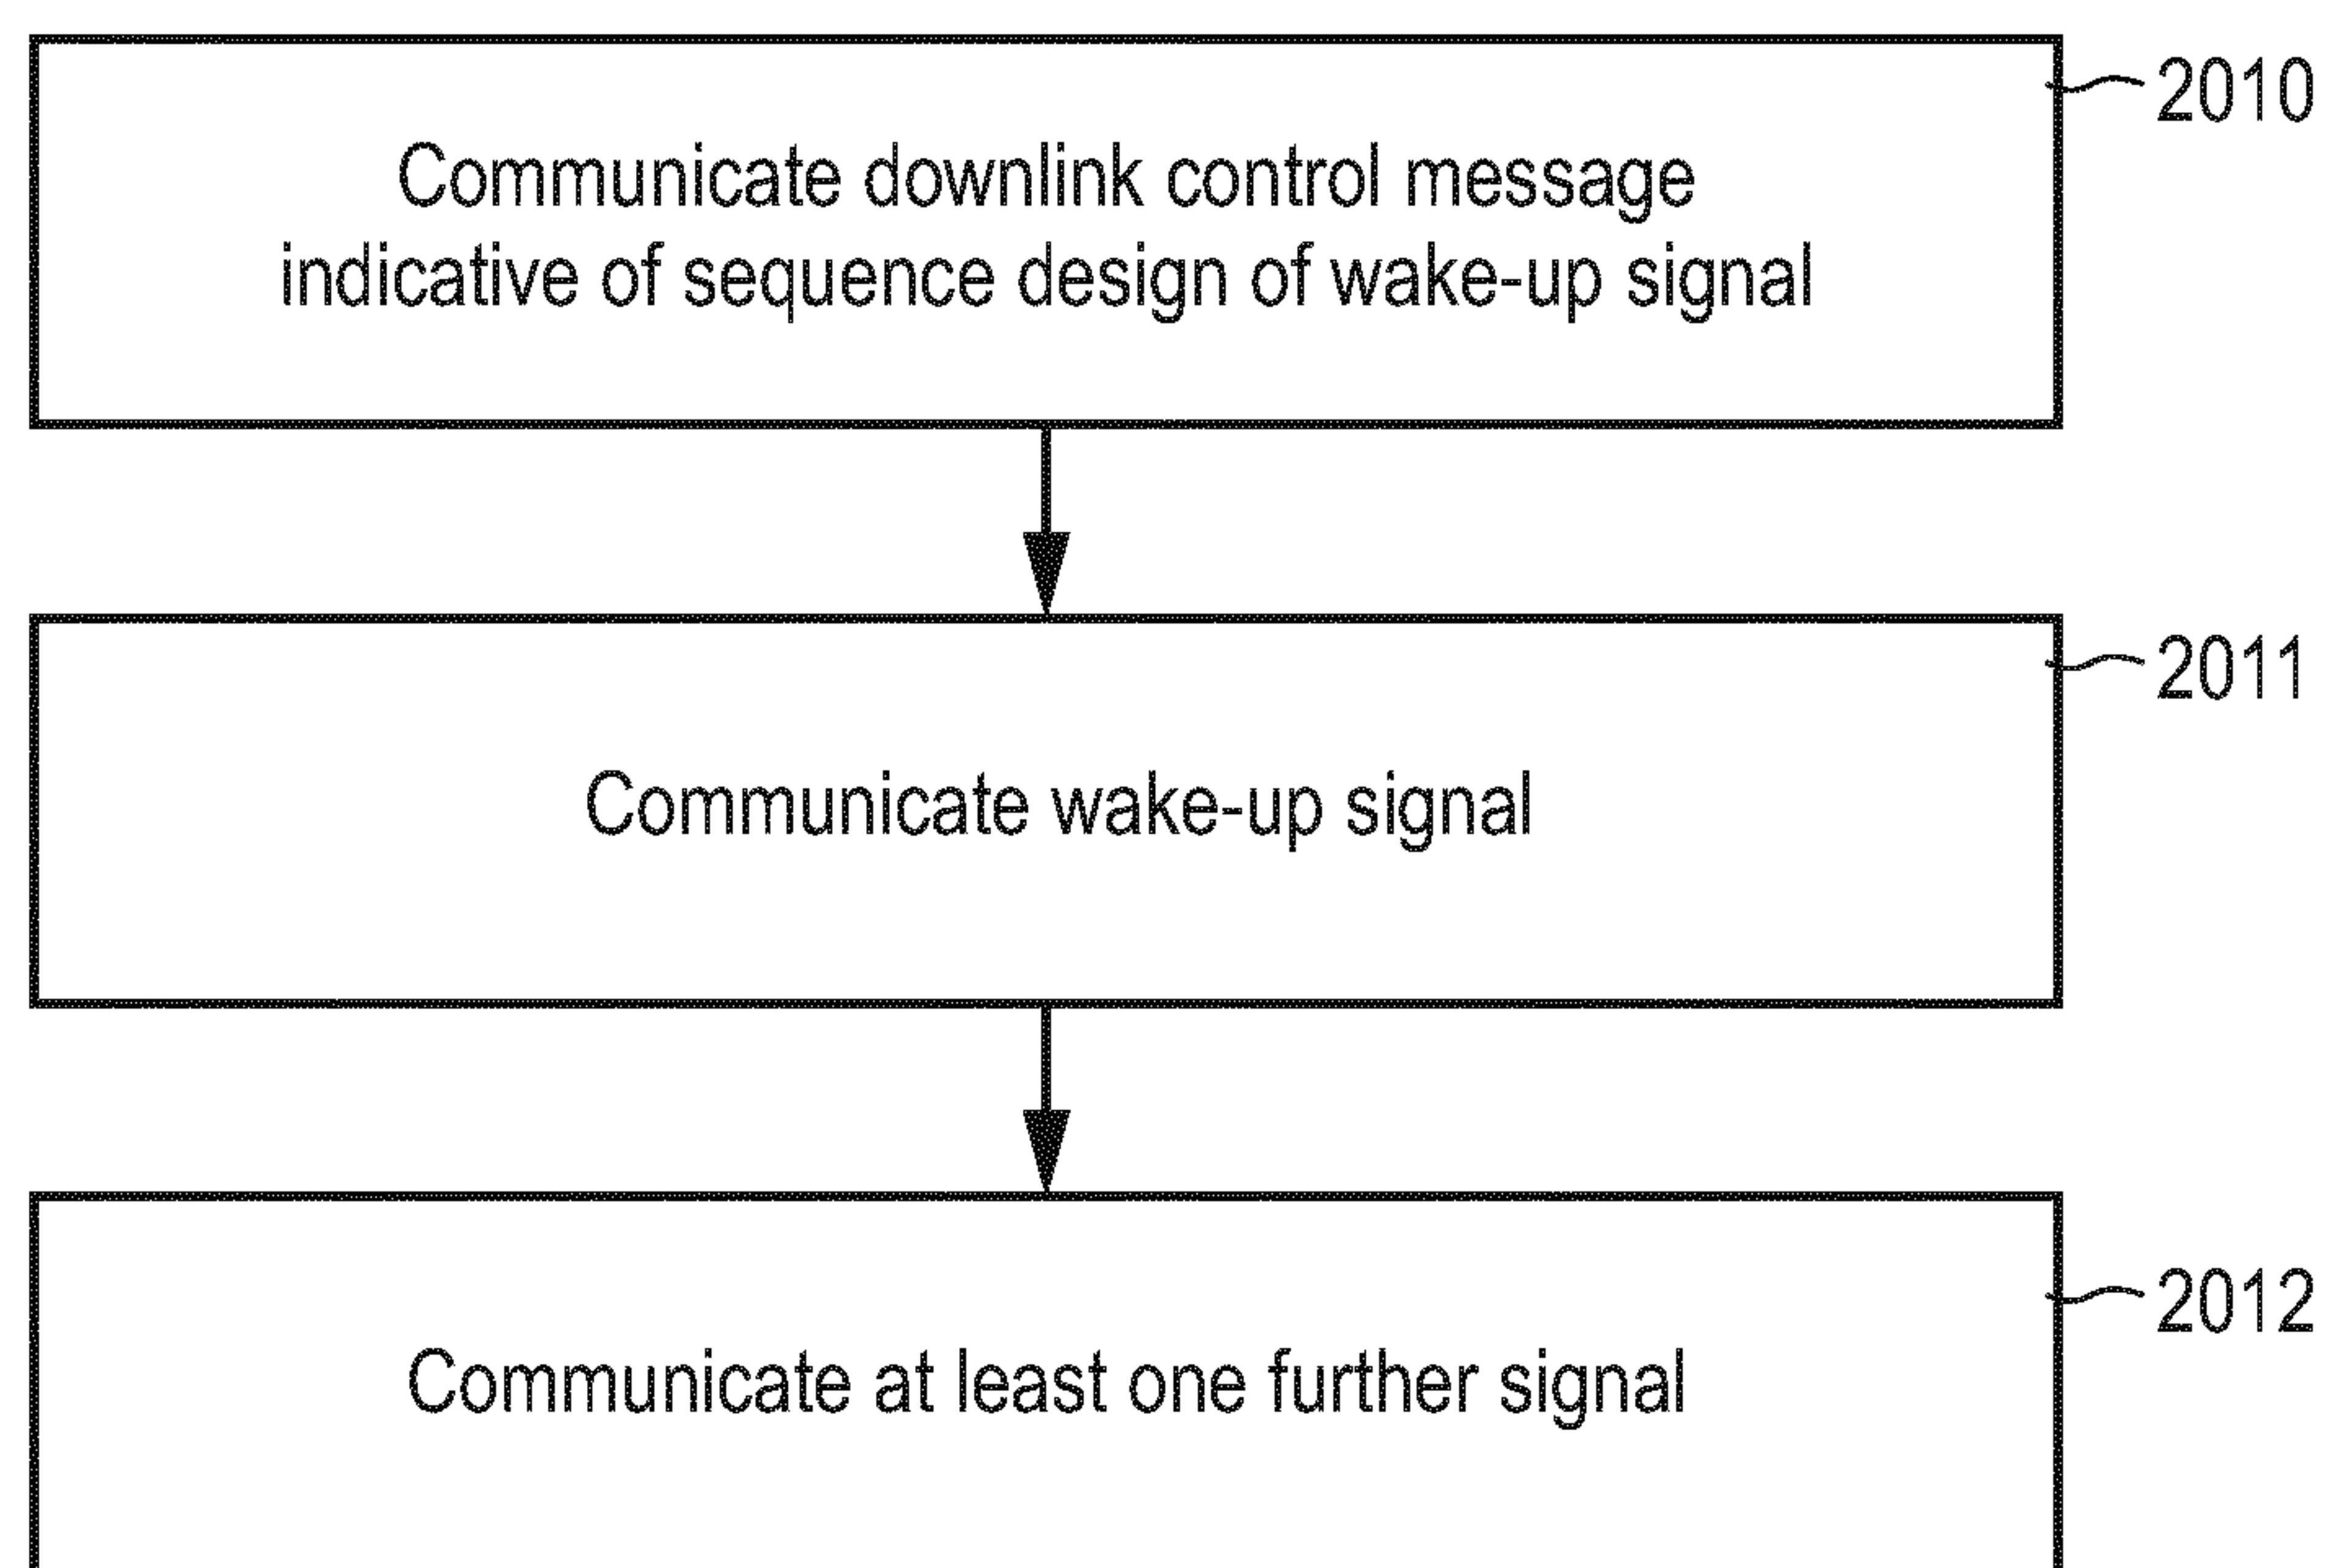 2010
Communicate downlink control message
indicative of sequence design of wake-up signal
2011
Communicate wake-up signal
2012
Communicate at least one further signal